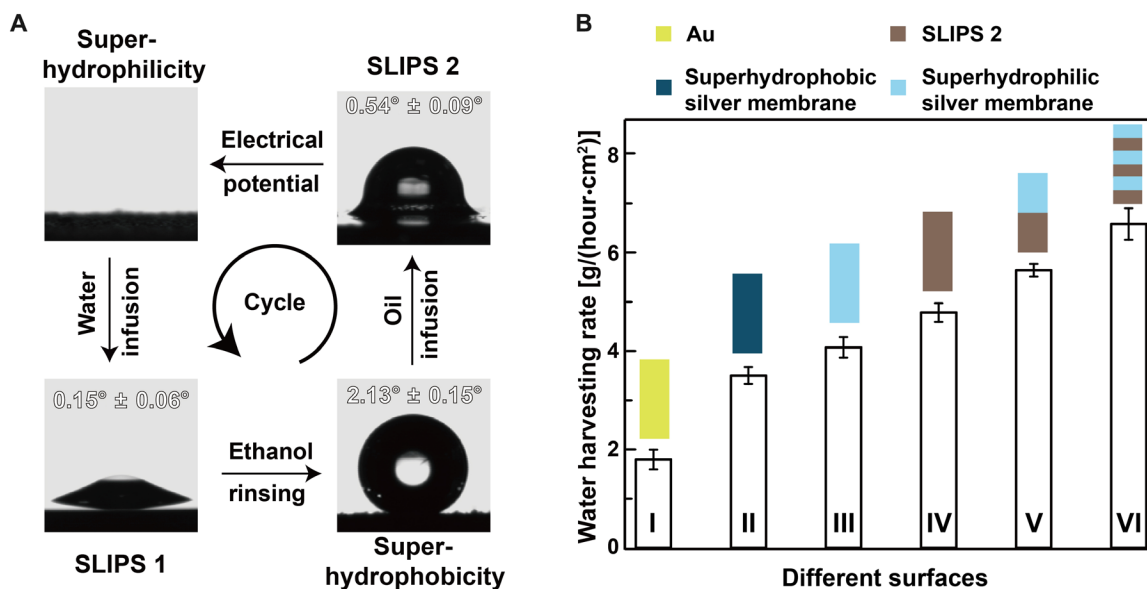 A
Super-
hydrophilicity
SLIPS 2
0.54° ± 0.09°
Electrical
potential
Water
infusion
Cycle
Oil
infusion
0.15° ± 0.06°
2.13° ± 0.15°
Ethanol
rinsing
SLIPS 1
Super-
hydrophobicity
B
Au
SLIPS 2
Superhydrophobic
silver membrane
Superhydrophilic
silver membrane
Water harvesting rate [g/(hour·cm²)]
8
6
4
2
0
I
II
III
IV
V
VI
Different surfaces